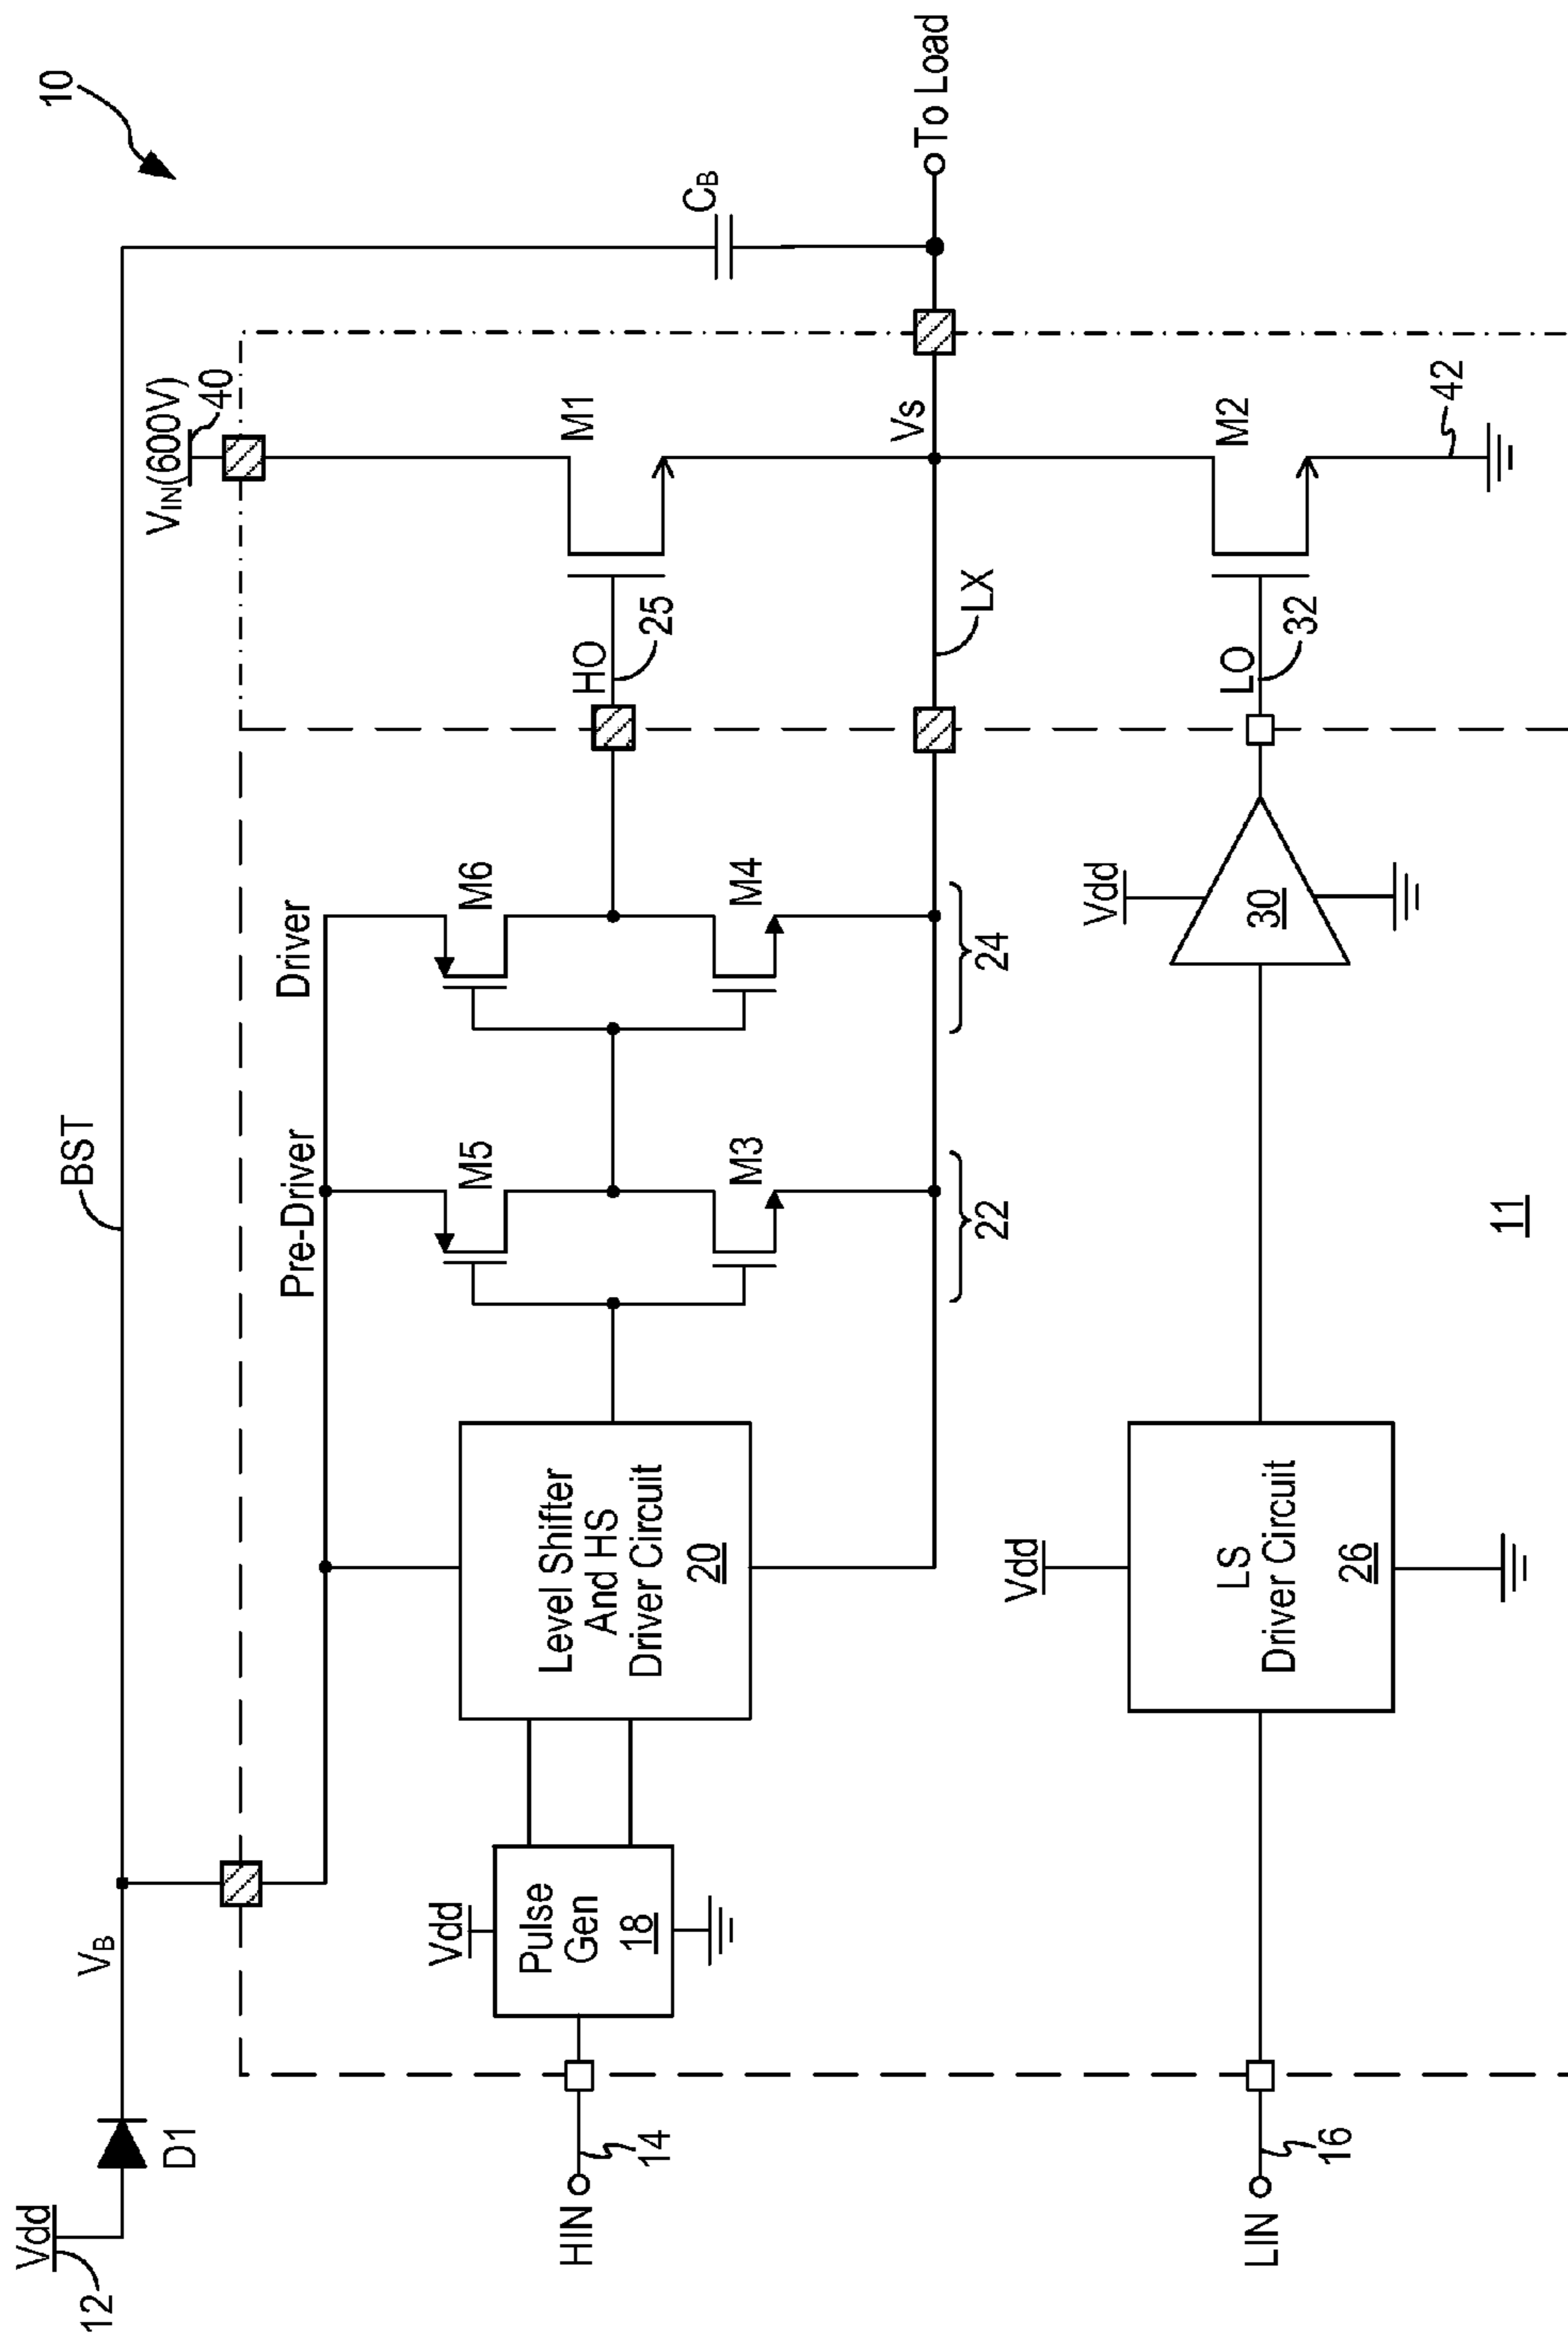 10
Vdd
12
D1
V_B
BST
V_IN(600V)
40
C_B
To Load
Pre-Driver
Driver
M5
M6
M3
M4
22
24
HO
25
M1
Vs
LX
HIN
14
Vdd
Pulse
Gen
18
Level Shifter
And HS
Driver Circuit
20
LIN
16
Vdd
LS
Driver Circuit
26
Vdd
30
LO
32
M2
42
11